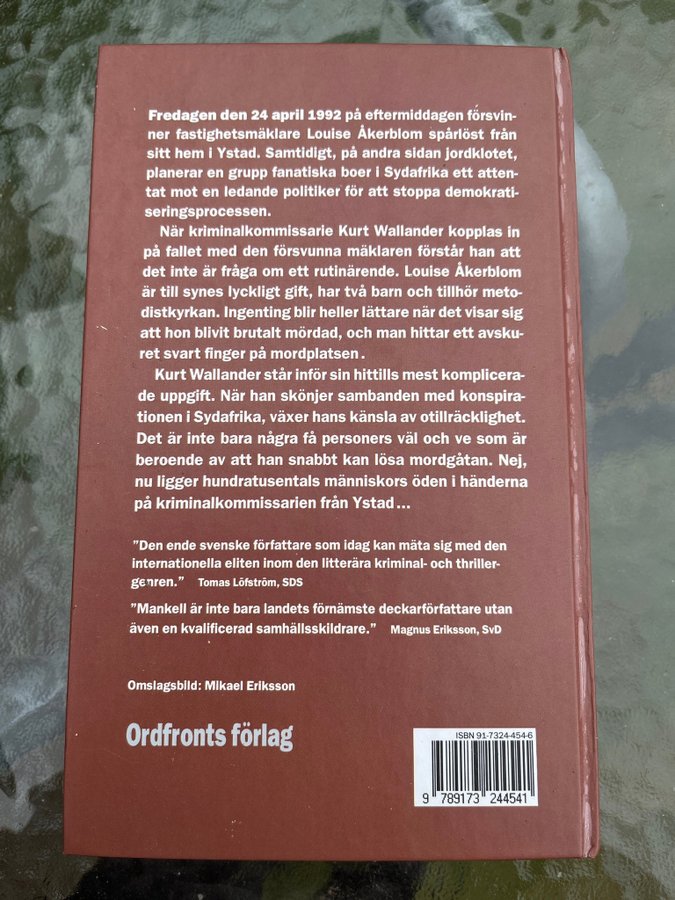 Fredagen den 24 april 1992 på eftermiddagen försvin-
ner fastighetsmäklare Louise Åkerblom spårlöst från
sitt hem i Ystad. Samtidigt, på andra sidan jordklotet,
planerar en grupp fanatiska boer i Sydafrika ett atten-
tat mot en ledande politiker för att stoppa demokrati-
seringsprocessen.
När kriminalkommissarie Kurt Wallander kopplas in
på fallet med den försvunna mäklaren förstår han att
det inte är fråga om ett rutinärende. Louise Åkerblom
är till synes lyckligt gift, har två barn och tillhör meto-
distkyrkan. Ingenting blir heller lättare när det visar sig
att hon blivit brutalt mördad, och man hittar ett avsku-
ret svart finger på mordplatsen.
Kurt Wallander står inför sin hittills mest komplicera-
de uppgift. När han skönjer sambanden med konspira-
tionen i Sydafrika, växer hans känsla av otillräcklighet.
Det är inte bara några få personers väl och ve som är
beroende av att han snabbt kan lösa mordgåtan. Nej,
nu ligger hundratusentals människors öden i händerna
på kriminalkommissarien från Ystad...
"Den ende svenske författare som idag kan mäta sig med den
internationella eliten inom den litterära kriminal- och thriller-
genren." Tomas Löfström, SDS
"Mankell är inte bara landets förnämste deckarförfattare utan
även en kvalificerad samhällsskildrare." Magnus Eriksson, SvD
Omslagsbild: Mikael Eriksson
Ordfronts förlag
ISBN 91-7324-454-6
9 789173 244541